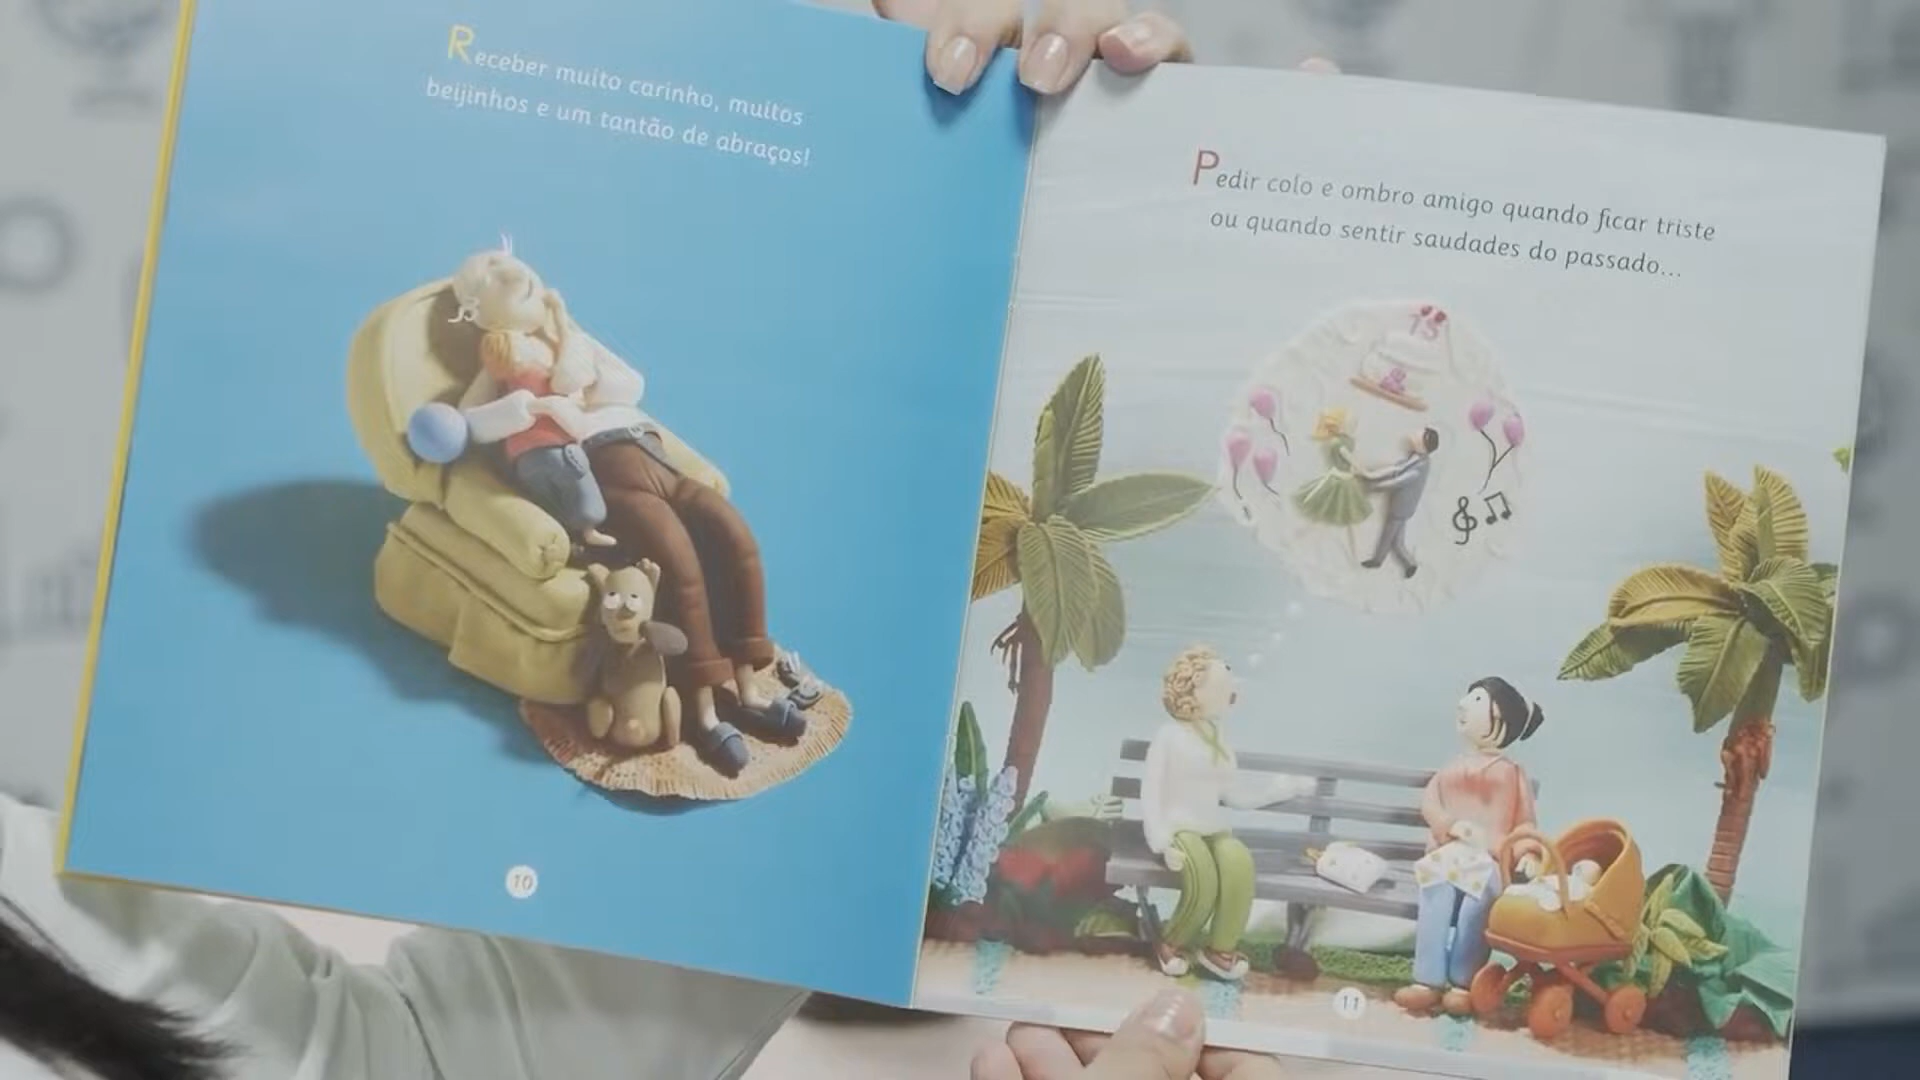 Receber muito carinho, muitos
beijinhos e um tantão de abraços!
10
Pedir colo e ombro amigo quando ficar triste
ou quando sentir saudades do passado...
15
11